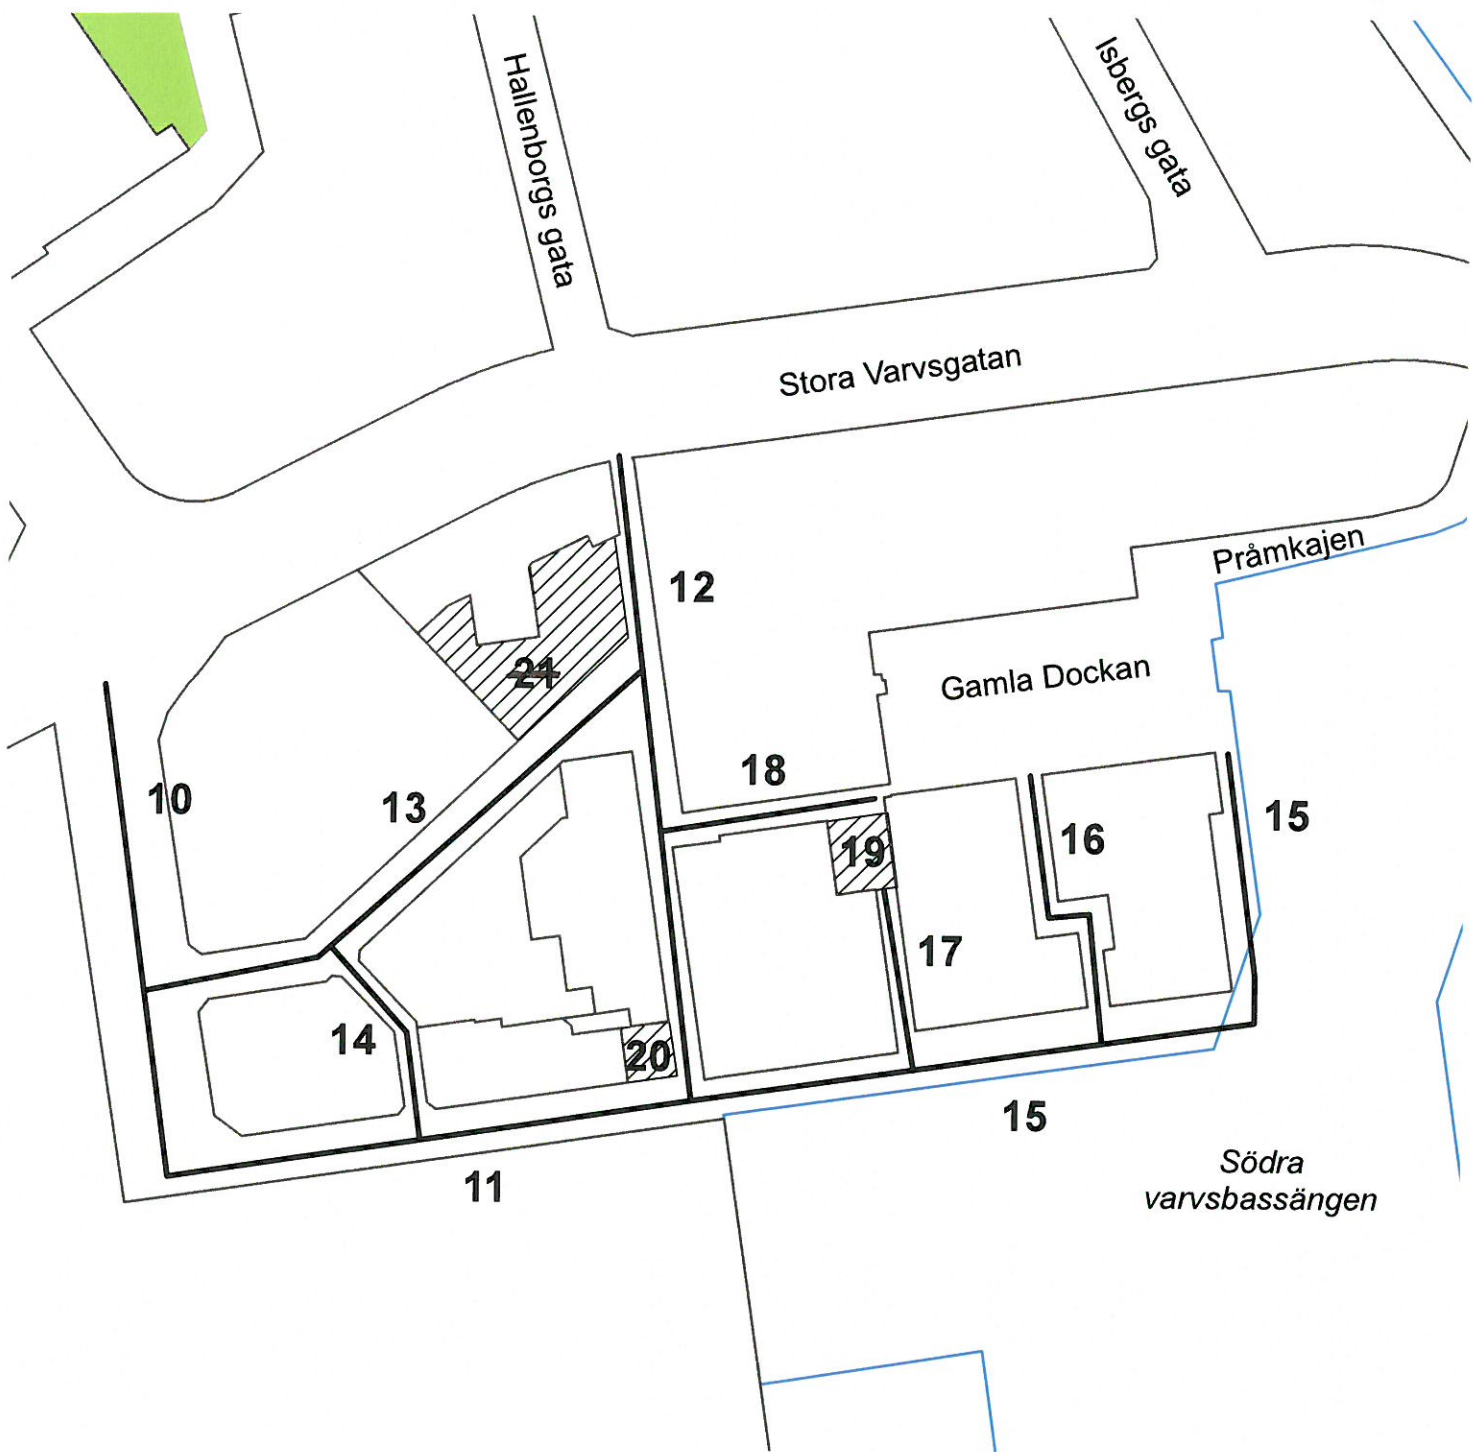 Hallenborgs gata
Isbergs gata
Stora Varvsgatan
Pråmkajen
12
Gamla Dockan
21
18
10
13
15
16
19
17
14
20
15
11
Södra
varvsbassängen